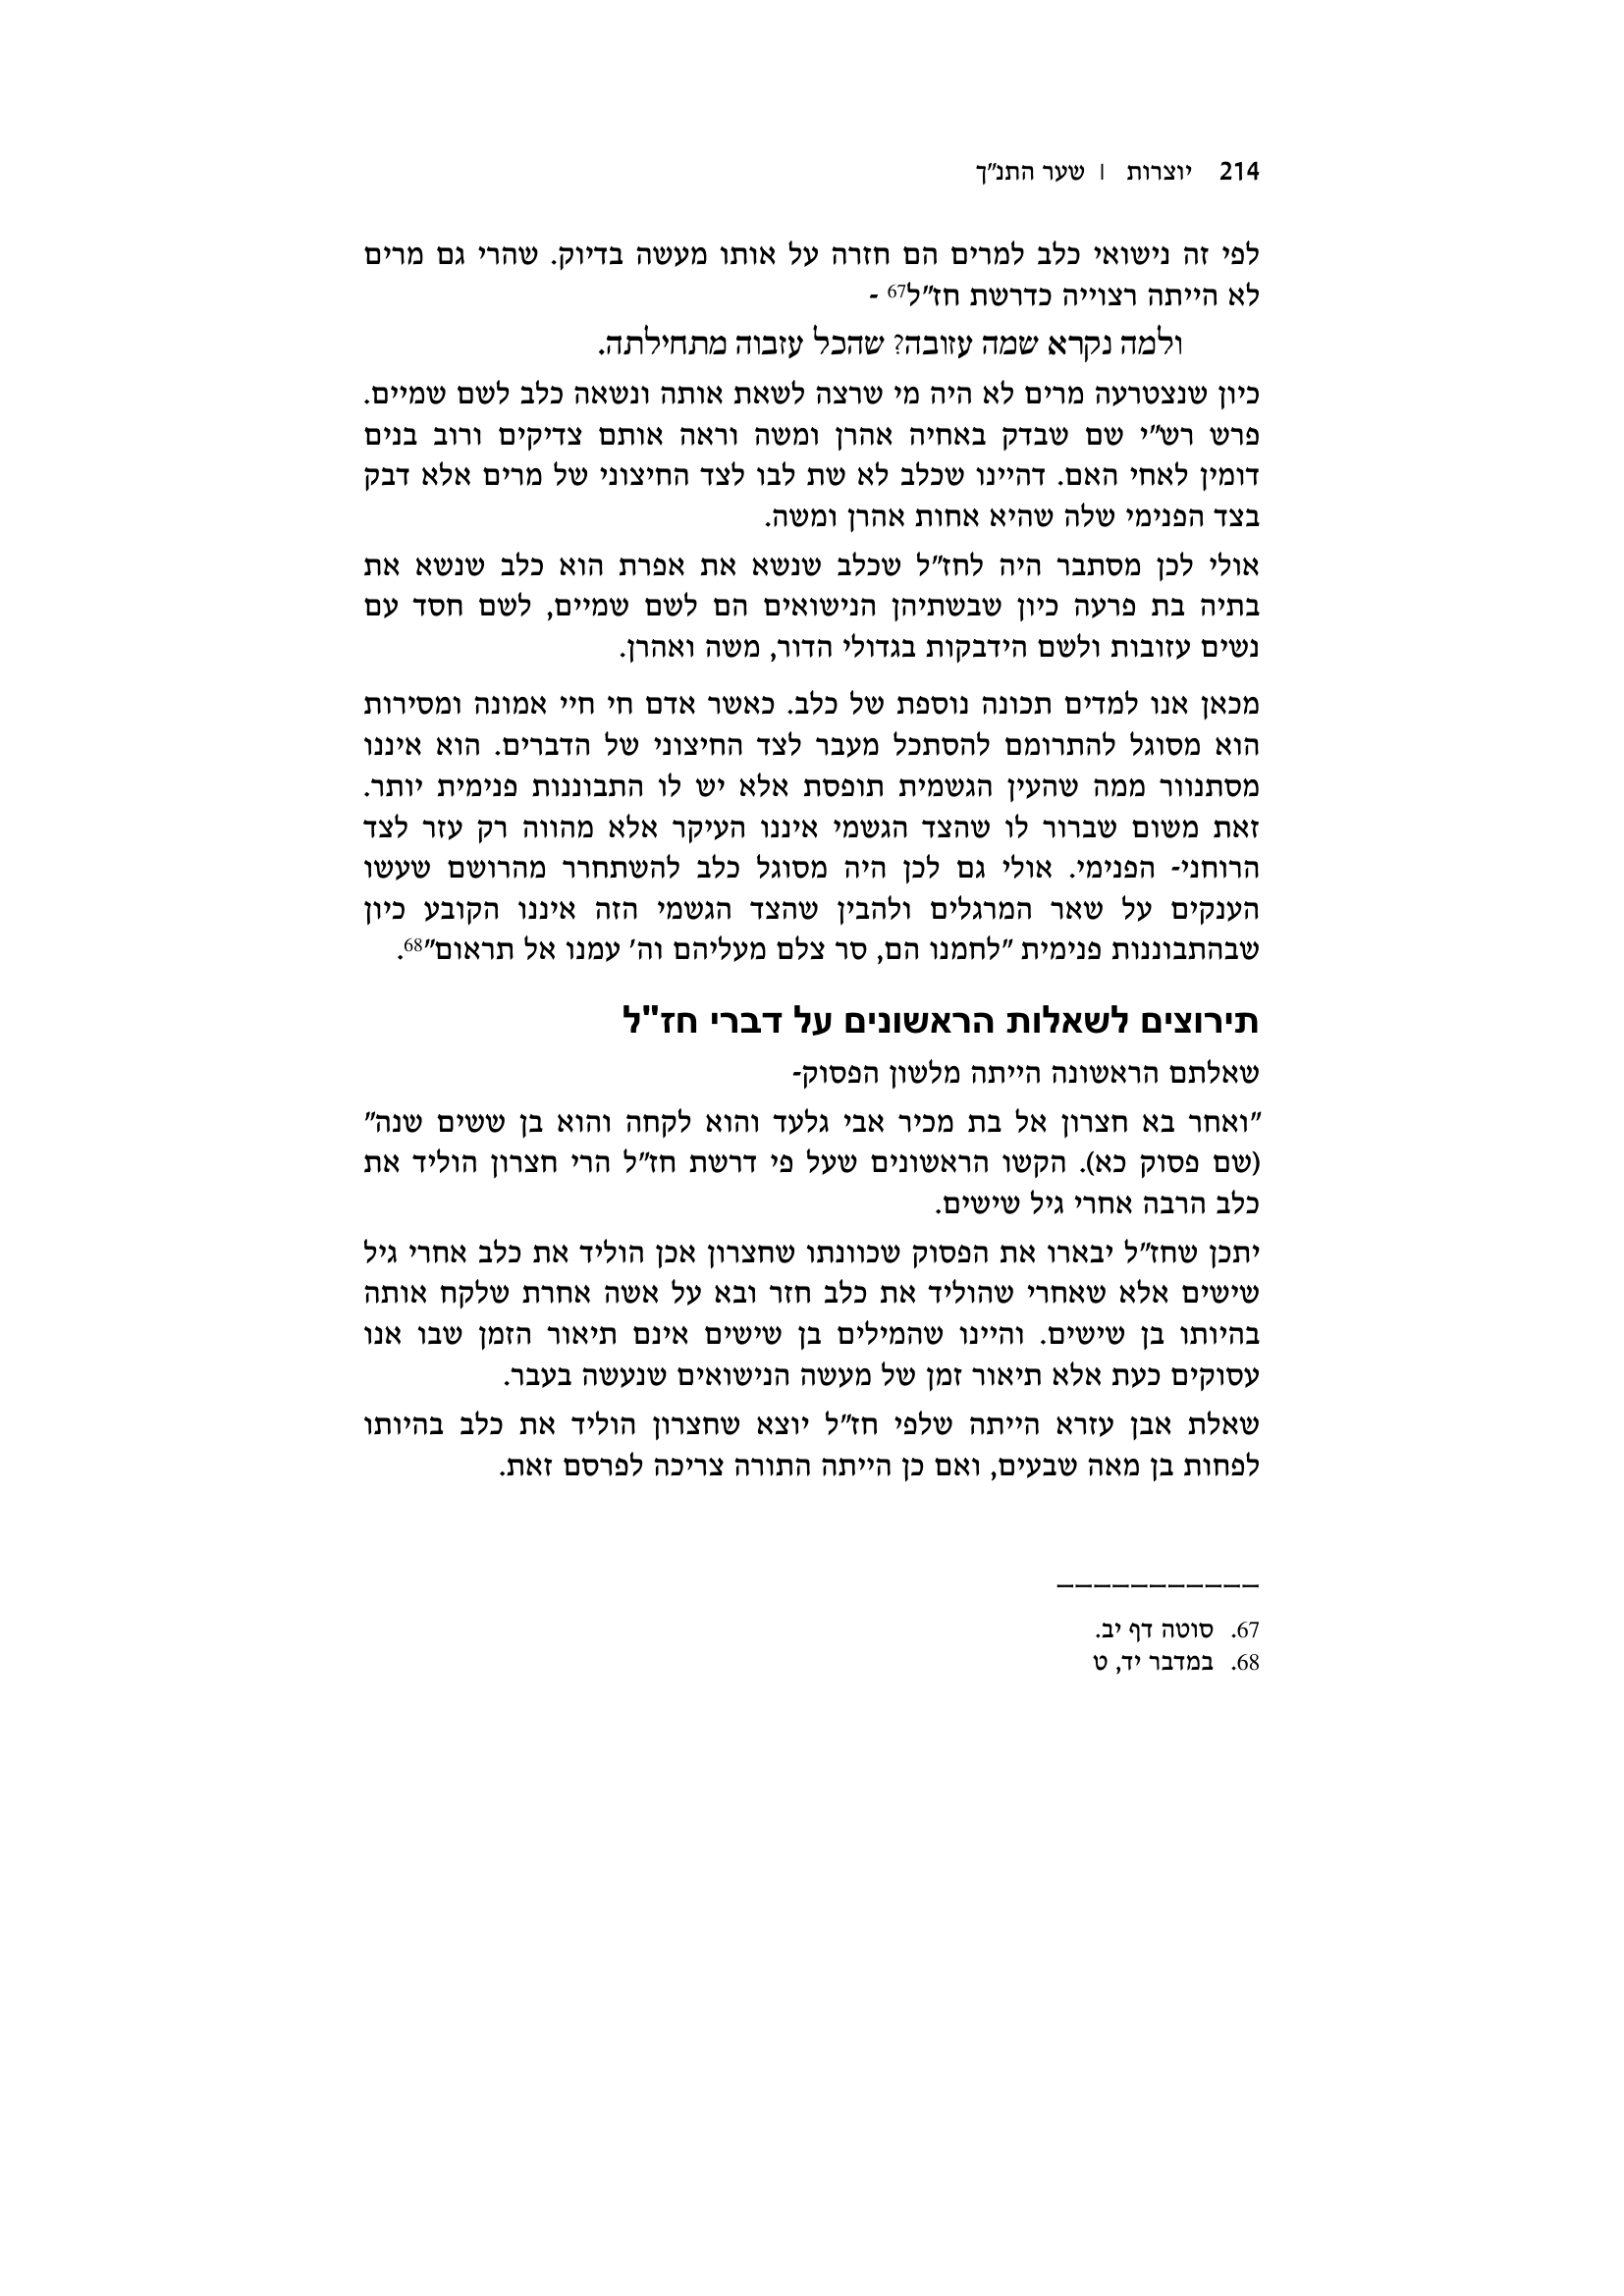 214 יוצרות | שער התנ"ך
לפי זה נישואי כלב למרים הם חזרה על אותו מעשה בדיוק. שהרי גם מרים
לא הייתה רצוייה כדרשת חז"ל67 -
ולמה נקרא שמה עזובה? שהכל עזבוה מתחילתה.
כיון שנצטרעה מרים לא היה מי שרצה לשאת אותה ונשאה כלב לשם שמיים.
פרש רש"י שם שבדק באחיה אהרן ומשה וראה אותם צדיקים ורוב בנים
דומין לאחי האם. דהיינו שכלב לא שת לבו לצד החיצוני של מרים אלא דבק
בצד הפנימי שלה שהיא אחות אהרן ומשה.
אולי לכן מסתבר היה לחז"ל שכלב שנשא את אפרת הוא כלב שנשא את
בתיה בת פרעה כיון שבשתיהן הנישואים הם לשם שמיים, לשם חסד עם
נשים עזובות ולשם הידבקות בגדולי הדור, משה ואהרן.
מכאן אנו למדים תכונה נוספת של כלב. כאשר אדם חי חיי אמונה ומסירות
הוא מסוגל להתרומם להסתכל מעבר לצד החיצוני של הדברים. הוא איננו
מסתנוור ממה שהעין הגשמית תופסת אלא יש לו התבוננות פנימית יותר.
זאת משום שברור לו שהצד הגשמי איננו העיקר אלא מהווה רק עזר לצד
הרוחני- הפנימי. אולי גם לכן היה מסוגל כלב להשתחרר מהרושם שעשו
הענקים על שאר המרגלים ולהבין שהצד הגשמי הזה איננו הקובע כיון
שבהתבוננות פנימית "לחמנו הם, סר צלם מעליהם וה' עמנו אל תראום"68.
תירוצים לשאלות הראשונים על דברי חז"ל
שאלתם הראשונה הייתה מלשון הפסוק-
"ואחר בא חצרון אל בת מכיר אבי גלעד והוא לקחה והוא בן ששים שנה"
(שם פסוק כא). הקשו הראשונים שעל פי דרשת חז"ל הרי חצרון הוליד את
כלב הרבה אחרי גיל שישים.
יתכן שחז"ל יבארו את הפסוק שכוונתו שחצרון אכן הוליד את כלב אחרי גיל
שישים אלא שאחרי שהוליד את כלב חזר ובא על אשה אחרת שלקח אותה
בהיותו בן שישים. והיינו שהמילים בן שישים אינם תיאור הזמן שבו אנו
עסוקים כעת אלא תיאור זמן של מעשה הנישואים שנעשה בעבר.
שאלת אבן עזרא הייתה שלפי חז"ל יוצא שחצרון הוליד את כלב בהיותו
לפחות בן מאה שבעים, ואם כן הייתה התורה צריכה לפרסם זאת.
67. סוטה דף יב.
68. במדבר יד, ט